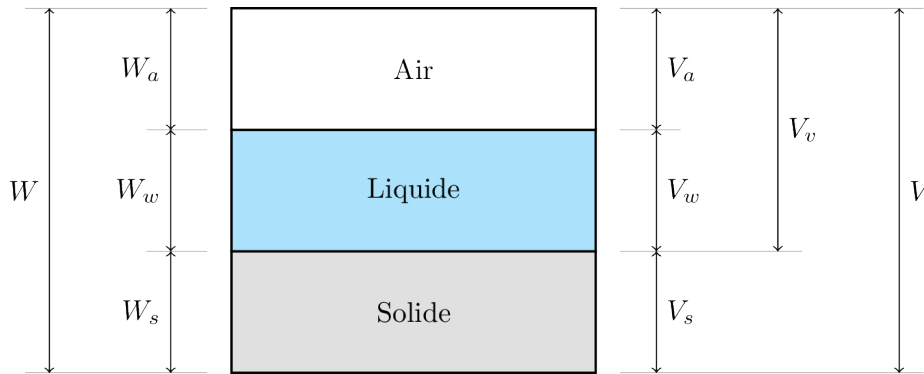 W_a
Air
V_a
V_v
W
W_w
Liquide
V_w
V
W_s
Solide
V_s